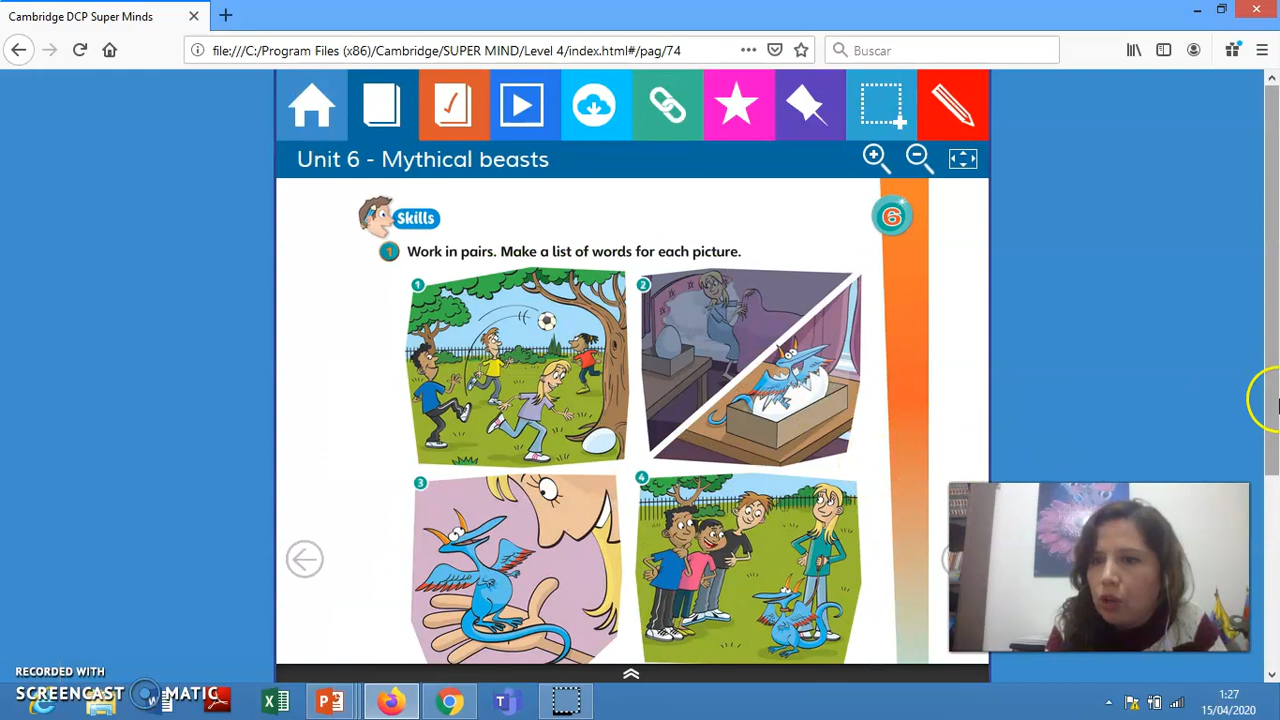 Cambridge DCP Super Minds
file:///C:/Program Files (x86)/Cambridge/SUPER MIND/Level 4/index.html#/pag/74
Buscar
Unit 6 - Mythical beasts
Skills
6
1 Work in pairs. Make a list of words for each picture.
1
2
3
4
RECORDED WITH
SCREENCAST MATIC
1:27
15/04/2020